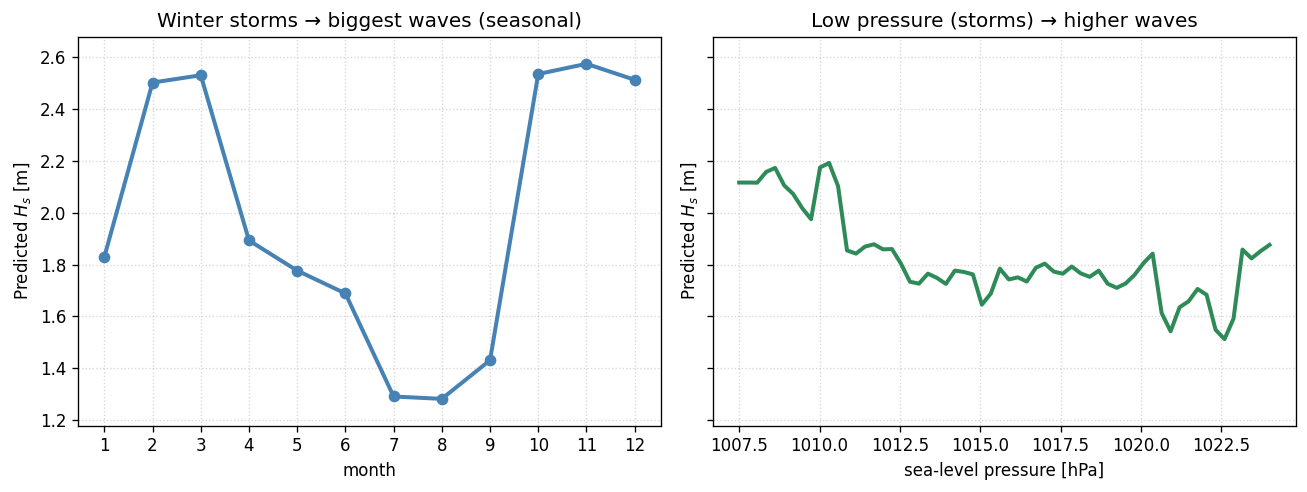 Winter storms → biggest waves (seasonal)
Predicted Hₛ [m]
2.6
2.4
2.2
2.0
1.8
1.6
1.4
1.2
1 2 3 4 5 6 7 8 9 10 11 12
month
Low pressure (storms) → higher waves
Predicted Hₛ [m]
1007.5 1010.0 1012.5 1015.0 1017.5 1020.0 1022.5
sea-level pressure [hPa]